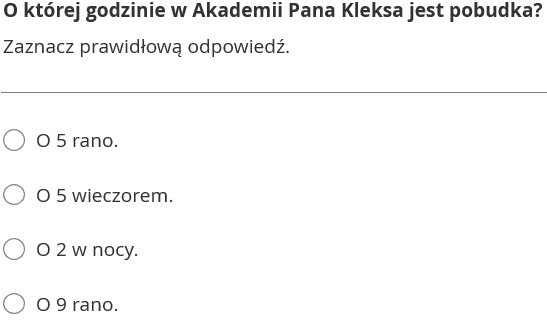 O której godzinie w Akademii Pana Kleksa jest pobudka?
Zaznacz prawidłową odpowiedź.
O 5 rano.
O 5 wieczorem.
O 2 w nocy.
O 9 rano.